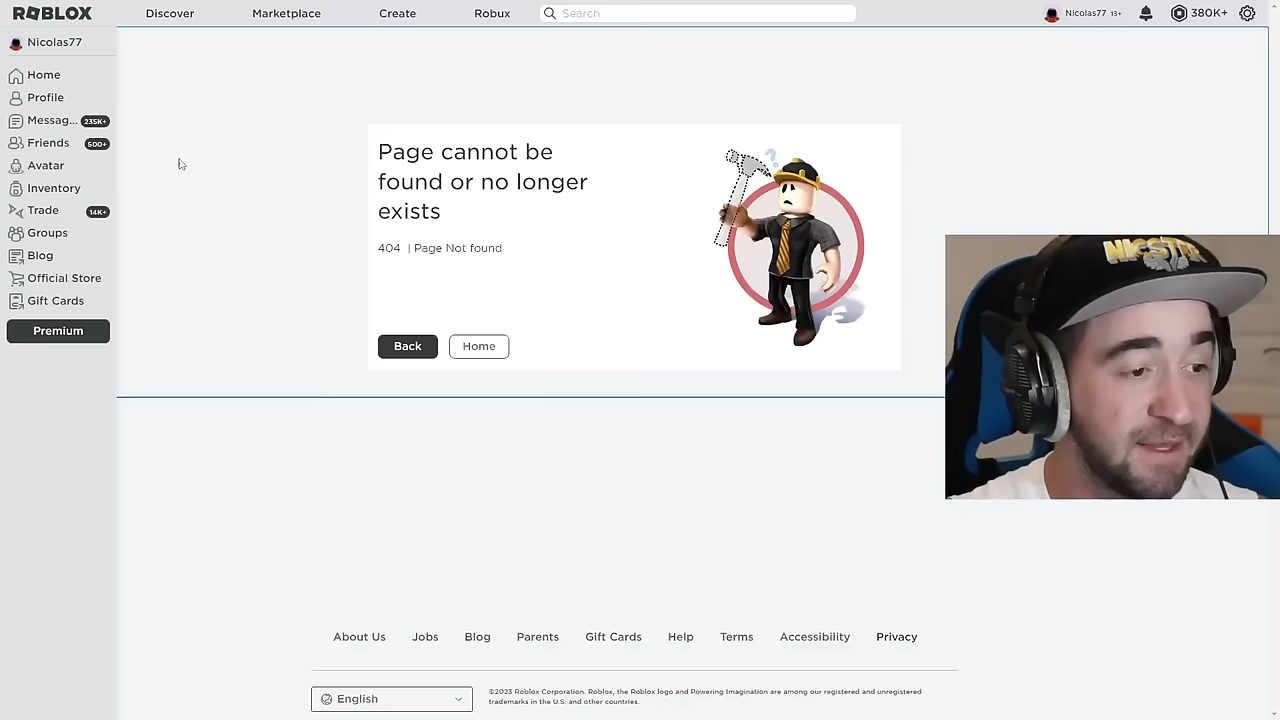 ROBLOX
Discover
Marketplace
Create
Robux
Search
Nicolas77 13+
380K+
Nicolas77
Home
Profile
Messag... 235K+
Friends 500+
Avatar
Inventory
Trade 14K+
Groups
Blog
Official Store
Gift Cards
Premium
Page cannot be
found or no longer
exists
404 | Page Not found
Back
Home
About Us
Jobs
Blog
Parents
Gift Cards
Help
Terms
Accessibility
Privacy
English
©2023 Roblox Corporation. Roblox, the Roblox logo and Powering Imagination are among our registered and unregistered
trademarks in the U.S. and other countries.